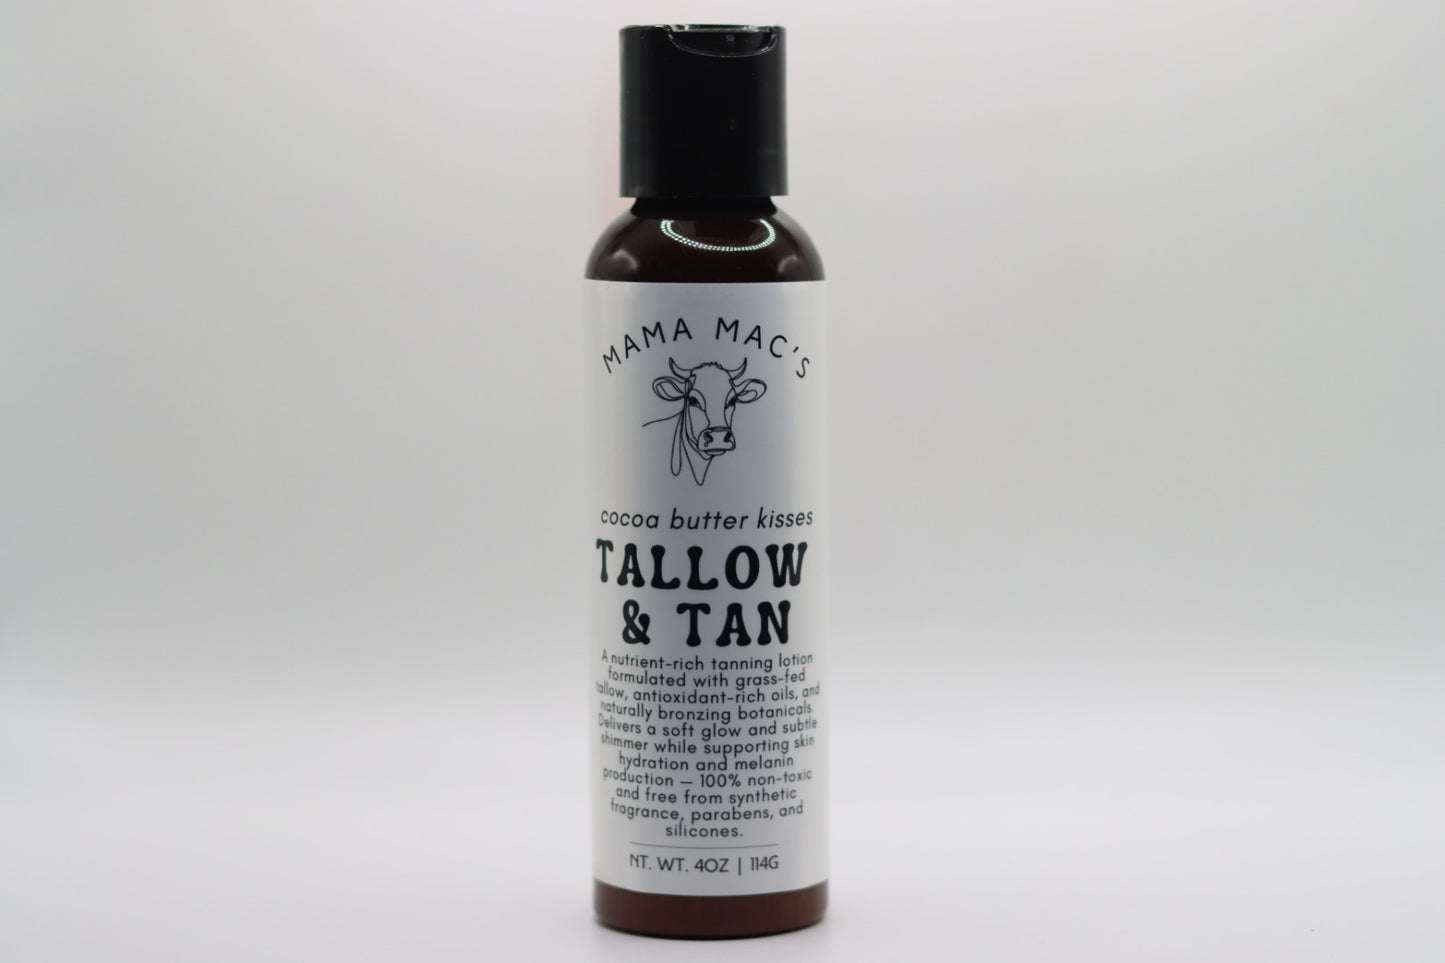 MAMA MAC'S
cocoa butter kisses
TALLOW
& TAN
A nutrient-rich tanning lotion
formulated with grass-fed
tallow, antioxidant-rich oils, and
naturally bronzing botanicals.
Delivers a soft glow and subtle
shimmer while supporting skin
hydration and melanin
production – 100% non-toxic
and free from synthetic
fragrance, parabens, and
silicones.
NT. WT. 4OZ | 114G